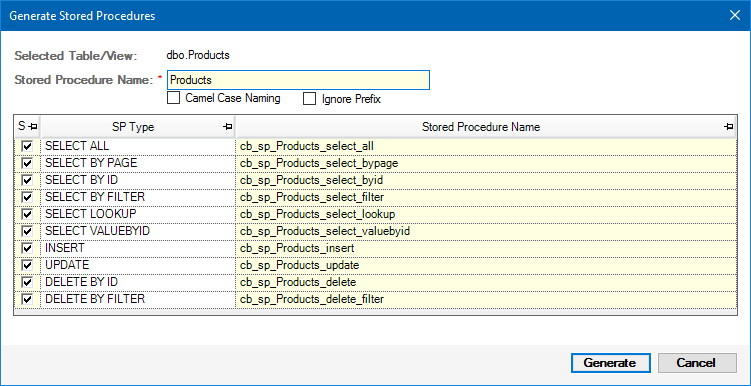 Generate Stored Procedures
Selected Table/View: dbo.Products
Stored Procedure Name: * Products
Camel Case Naming Ignore Prefix
S SP Type Stored Procedure Name
SELECT ALL cb_sp_Products_select_all
SELECT BY PAGE cb_sp_Products_select_bypage
SELECT BY ID cb_sp_Products_select_byid
SELECT BY FILTER cb_sp_Products_select_filter
SELECT LOOKUP cb_sp_Products_select_lookup
SELECT VALUEBYID cb_sp_Products_select_valuebyid
INSERT cb_sp_Products_insert
UPDATE cb_sp_Products_update
DELETE BY ID cb_sp_Products_delete
DELETE BY FILTER cb_sp_Products_delete_filter
Generate Cancel